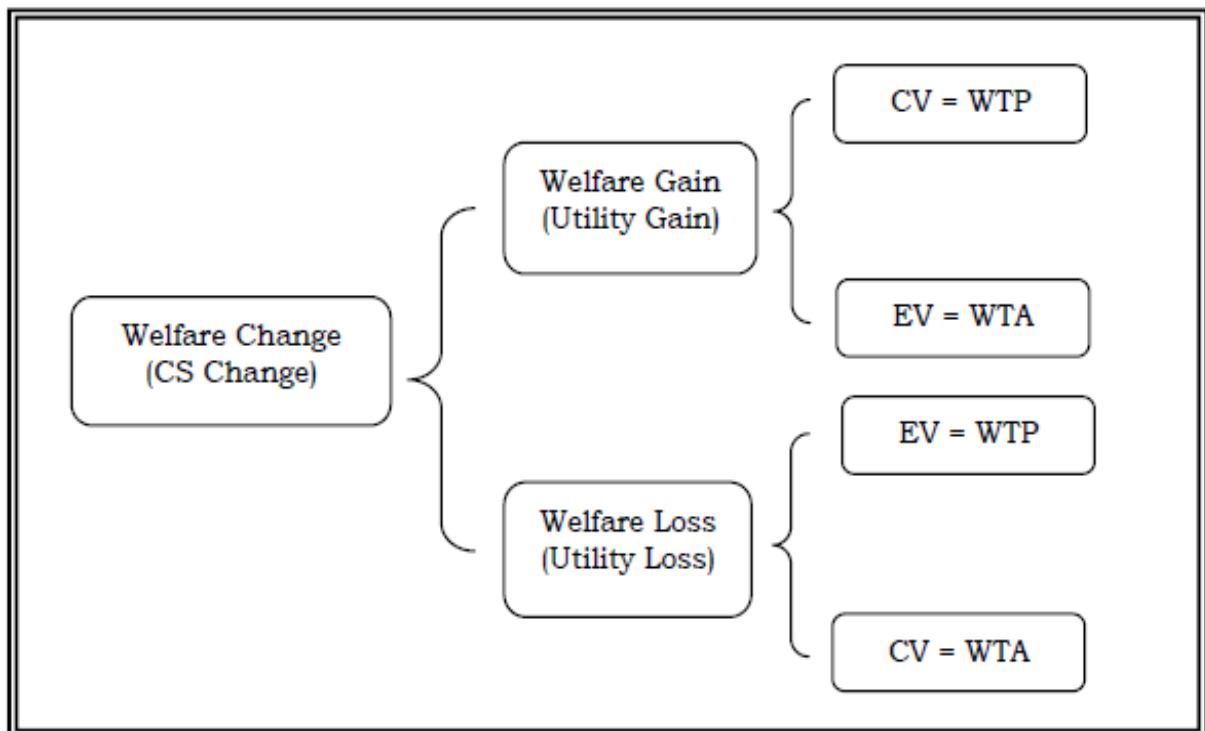 Welfare Change
(CS Change)
Welfare Gain
(Utility Gain)
CV = WTP
EV = WTA
Welfare Loss
(Utility Loss)
EV = WTP
CV = WTA